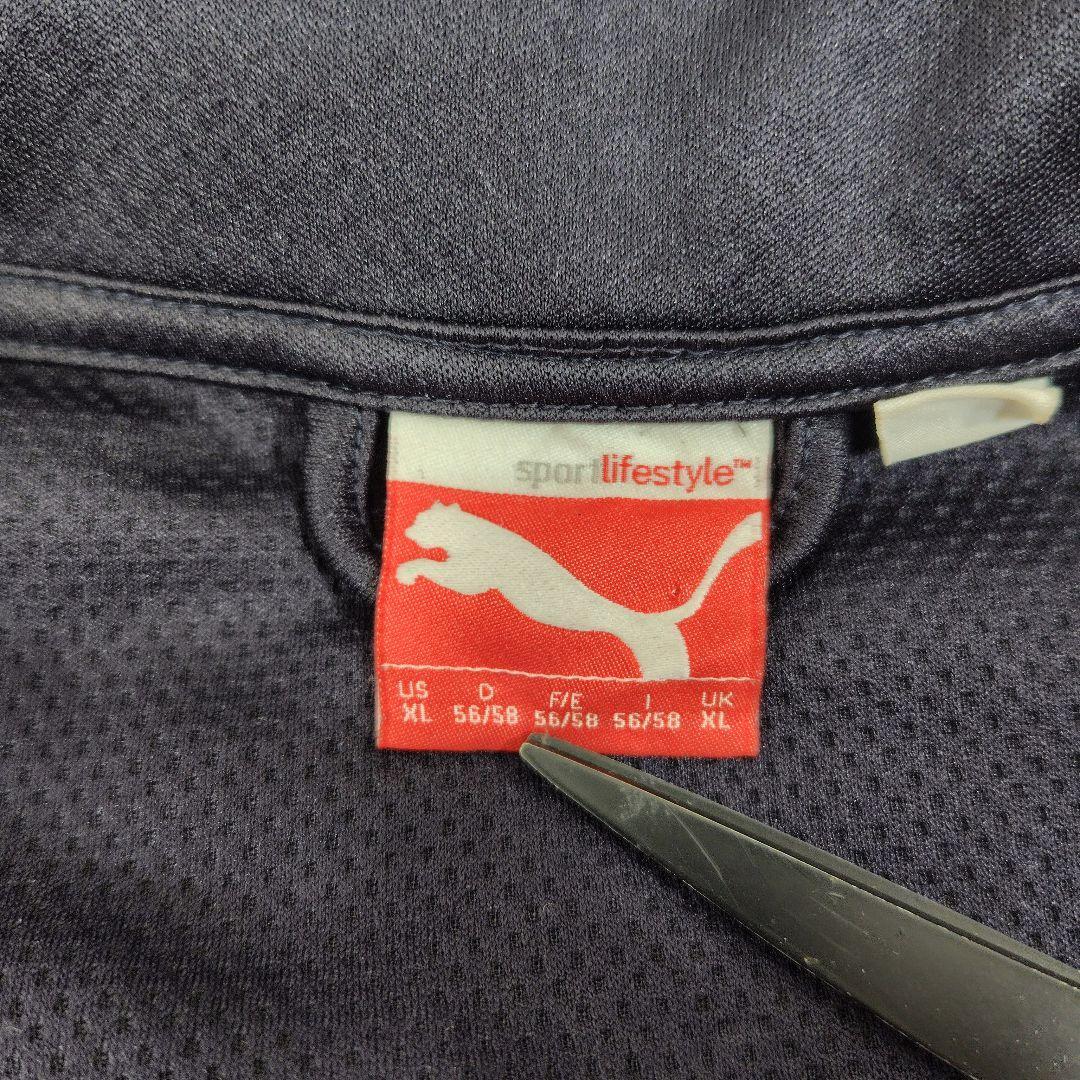 sportlifestyle™
US D F/E I UK
XL 56/58 56/58 56/58 XL